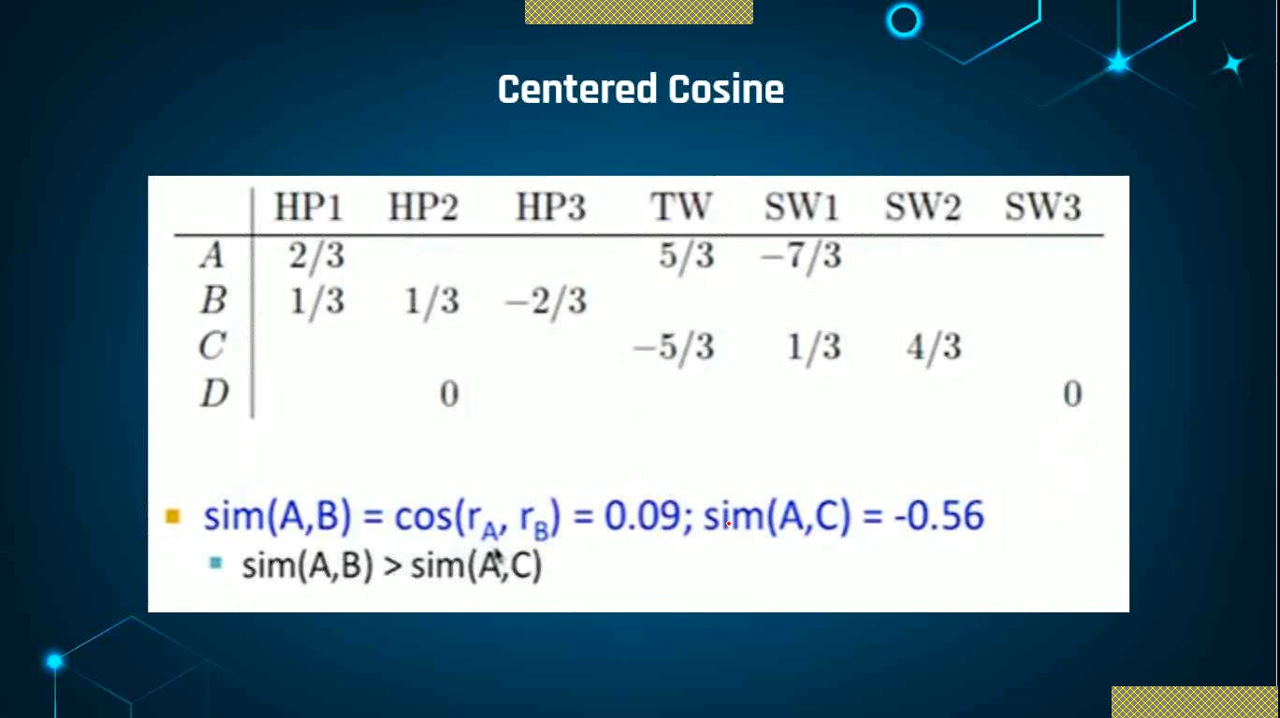 Centered Cosine
HP1 HP2 HP3 TW SW1 SW2 SW3
A 2/3 5/3 −7/3
B 1/3 1/3 −2/3
C −5/3 1/3 4/3
D 0 0
sim(A,B) = cos(rA, rB) = 0.09; sim(A,C) = -0.56
sim(A,B) > sim(A,C)